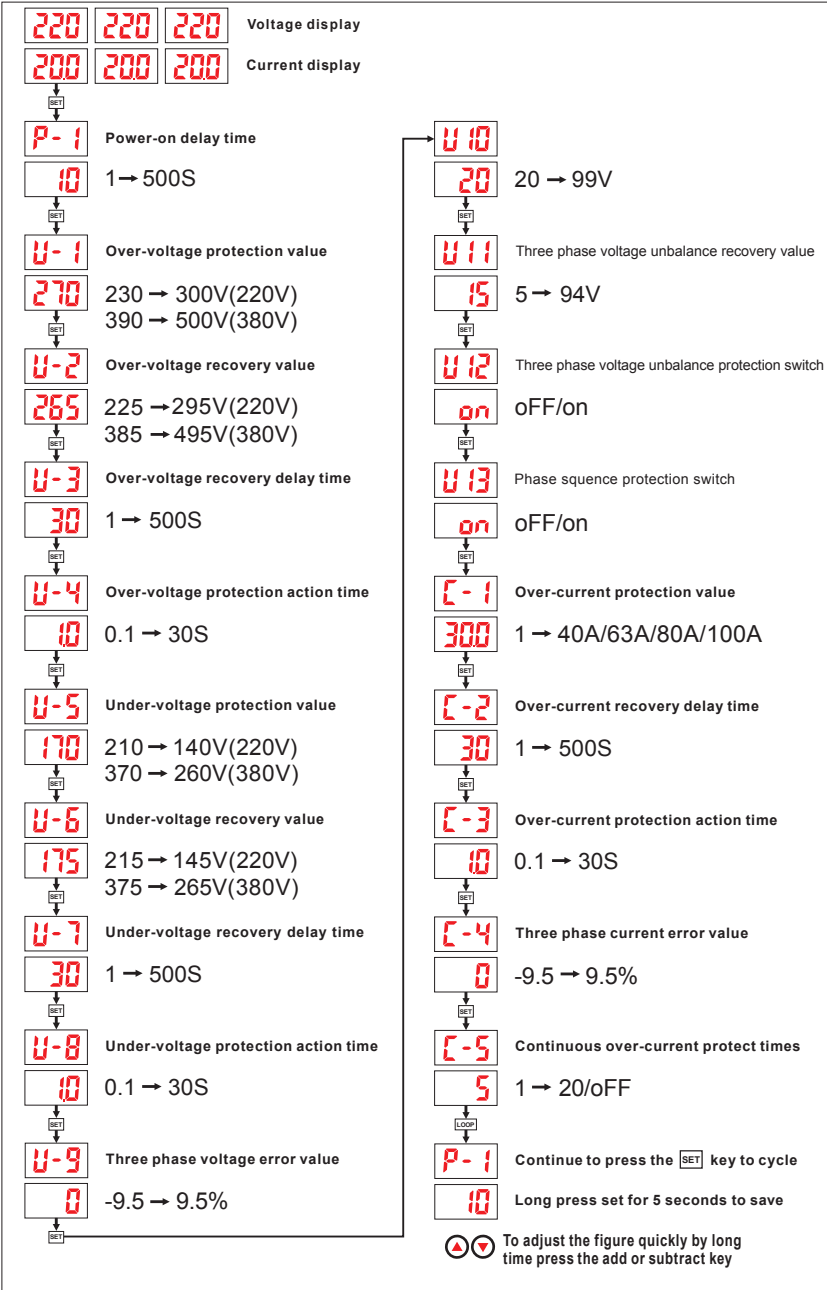 220 220 220 Voltage display
20.0 20.0 20.0 Current display
SET
P-1 Power-on delay time
10 1→500S
SET
U-1 Over-voltage protection value
270 230→300V(220V)
390→500V(380V)
SET
U-2 Over-voltage recovery value
265 225→295V(220V)
385→495V(380V)
SET
U-3 Over-voltage recovery delay time
30 1→500S
SET
U-4 Over-voltage protection action time
1.0 0.1→30S
SET
U-5 Under-voltage protection value
170 210→140V(220V)
370→260V(380V)
SET
U-6 Under-voltage recovery value
175 215→145V(220V)
375→265V(380V)
SET
U-7 Under-voltage recovery delay time
30 1→500S
SET
U-8 Under-voltage protection action time
1.0 0.1→30S
SET
U-9 Three phase voltage error value
0 -9.5→9.5%
SET
U10
20 20→99V
SET
U11 Three phase voltage unbalance recovery value
15 5→94V
SET
U12 Three phase voltage unbalance protection switch
on oFF/on
SET
U13 Phase squence protection switch
on oFF/on
SET
C-1 Over-current protection value
30.0 1→40A/63A/80A/100A
SET
C-2 Over-current recovery delay time
30 1→500S
SET
C-3 Over-current protection action time
1.0 0.1→30S
SET
C-4 Three phase current error value
0 -9.5→9.5%
SET
C-5 Continuous over-current protect times
5 1→20/oFF
LOOP
P-1 Continue to press the SET key to cycle
10 Long press set for 5 seconds to save
To adjust the figure quickly by long
time press the add or subtract key